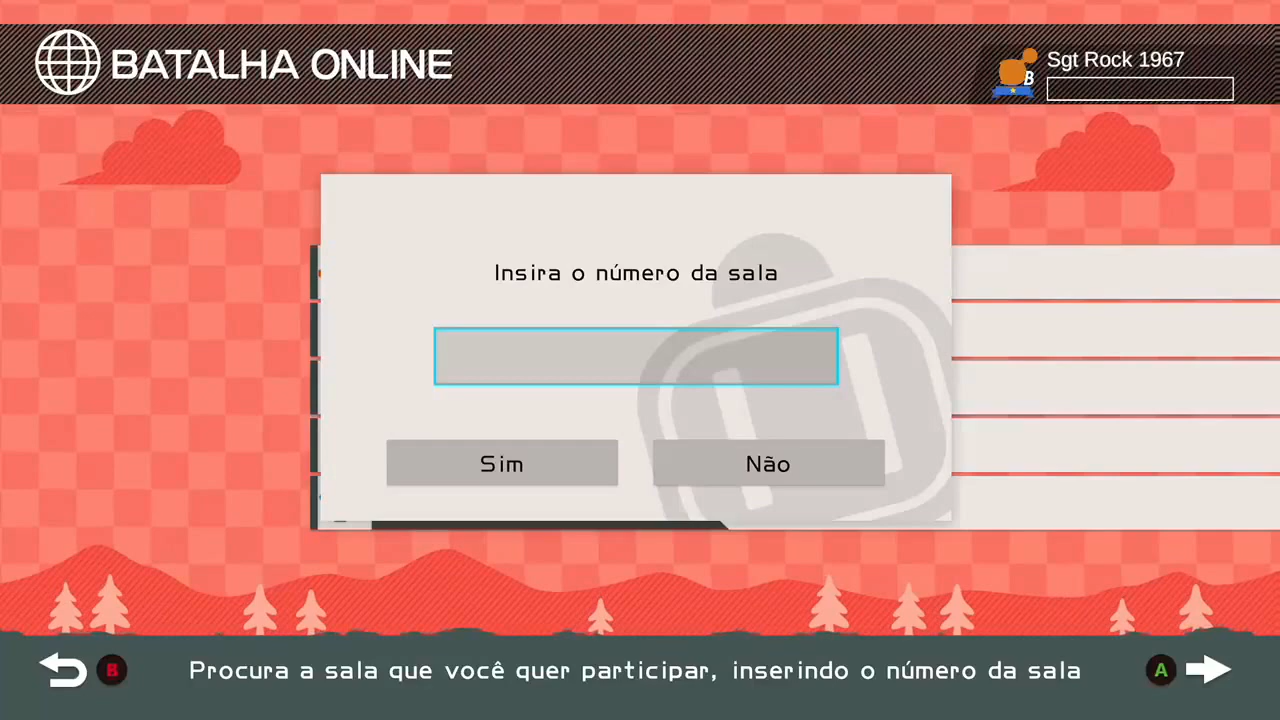 BATALHA ONLINE
Sgt Rock 1967
B
Insira o número da sala
Sim
Não
B
Procura a sala que você quer participar, inserindo o número da sala
A